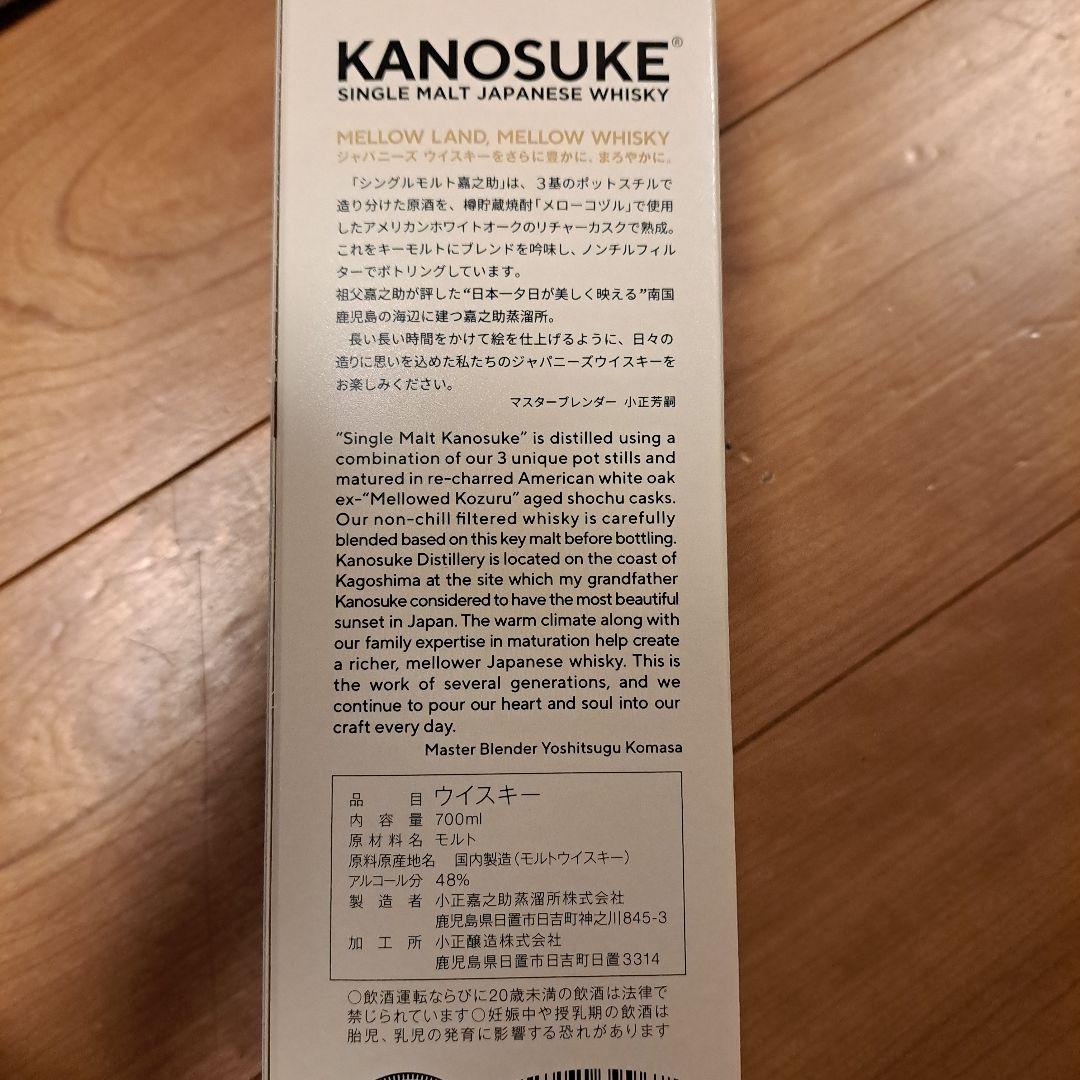 KANOSUKE®
SINGLE MALT JAPANESE WHISKY
MELLOW LAND, MELLOW WHISKY
ジャパニーズ ウイスキーをさらに豊かに、まろやかに。
「シングルモルト嘉之助」は、3基のポットスチルで
造り分けた原酒を、樽貯蔵焼酎「メローコヅル」で使用
したアメリカンホワイトオークのリチャーカスクで熟成。
これをキーモルトにブレンドを吟味し、ノンチルフィル
ターでボトリングしています。
祖父嘉之助が評した“日本一夕日が美しく映える”南国
鹿児島の海辺に建つ嘉之助蒸溜所。
長い長い時間をかけて絵を仕上げるように、日々の
造りに思いを込めた私たちのジャパニーズウイスキーを
お楽しみください。
マスターブレンダー 小正芳嗣
“Single Malt Kanosuke” is distilled using a
combination of our 3 unique pot stills and
matured in re-charred American white oak
ex-“Mellowed Kozuru” aged shochu casks.
Our non-chill filtered whisky is carefully
blended based on this key malt before bottling.
Kanosuke Distillery is located on the coast of
Kagoshima at the site which my grandfather
Kanosuke considered to have the most beautiful
sunset in Japan. The warm climate along with
our family expertise in maturation help create
a richer, mellower Japanese whisky. This is
the work of several generations, and we
continue to pour our heart and soul into our
craft every day.
Master Blender Yoshitsugu Komasa
品目 ウイスキー
内容量 700ml
原材料名 モルト
原料原産地名 国内製造(モルトウイスキー)
アルコール分 48%
製造者 小正嘉之助蒸溜所株式会社
鹿児島県日置市日吉町神之川845-3
加工所 小正醸造株式会社
鹿児島県日置市日吉町日置3314
○飲酒運転ならびに20歳未満の飲酒は法律で
禁じられています○妊娠中や授乳期の飲酒は
胎児、乳児の発育に影響する恐れがあります